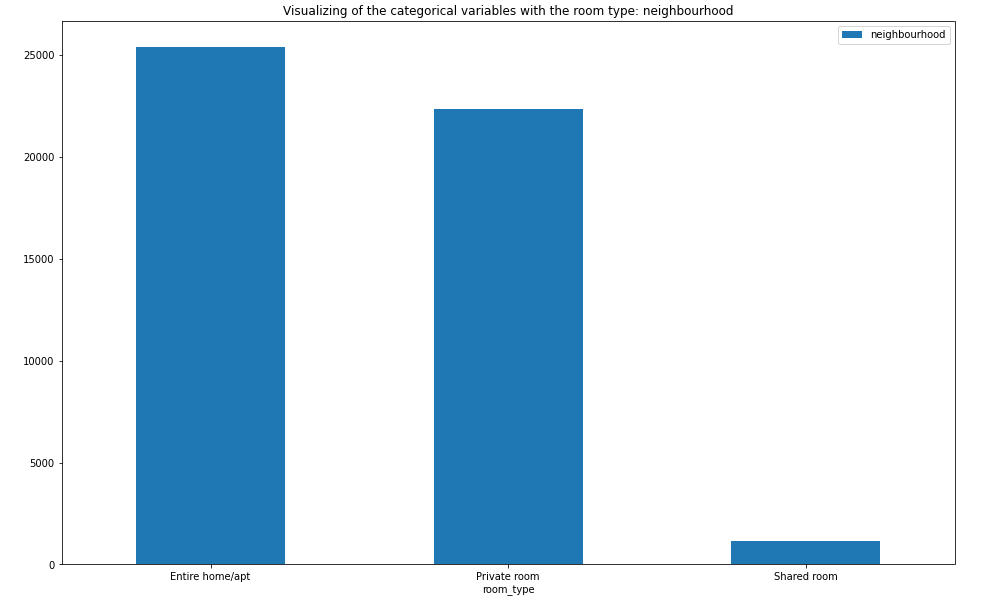 Visualizing of the categorical variables with the room type: neighbourhood
neighbourhood
25000
20000
15000
10000
5000
0
Entire home/apt
Private room
Shared room
room_type